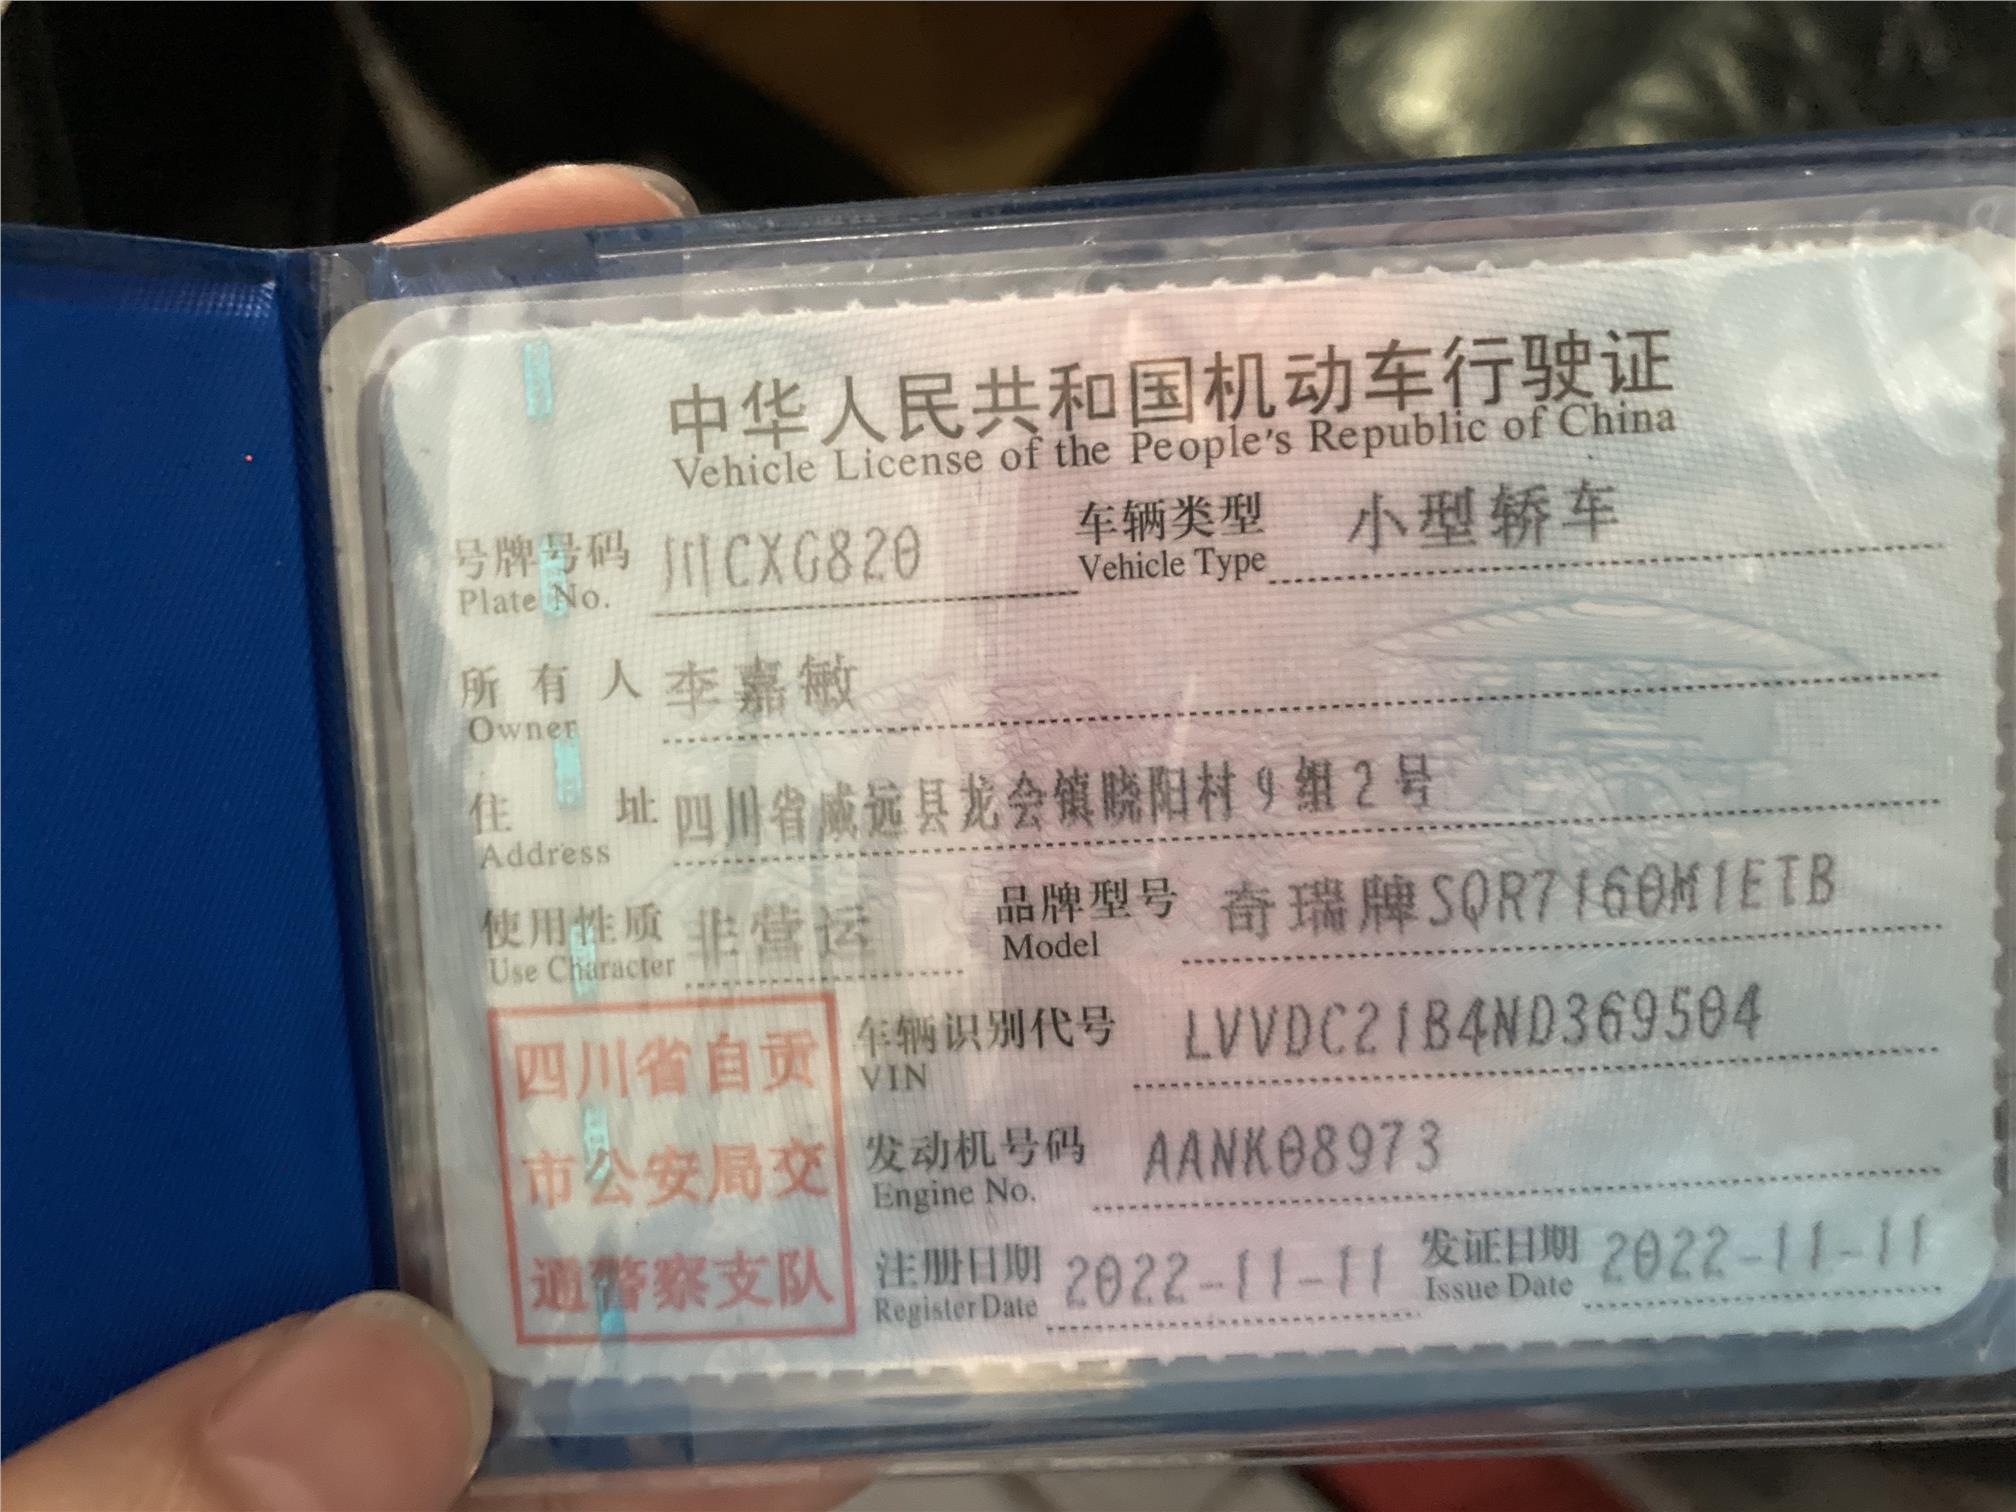 中华人民共和国机动车行驶证
Vehicle License of the People's Republic of China
号牌号码 川CXG820 车辆类型 小型轿车
Plate No. Vehicle Type
所有人 李嘉敏
Owner
住址 四川省威远县龙会镇晓阳村9组2号
Address
使用性质 非营运 品牌型号 奇瑞牌SQR7160M1ETB
Use Character Model
四川省自贡
市公安局交
通警察支队
车辆识别代号 LVVDC21B4ND369504
VIN
发动机号码 AANK08973
Engine No.
注册日期 2022-11-11 发证日期 2022-11-11
Register Date Issue Date